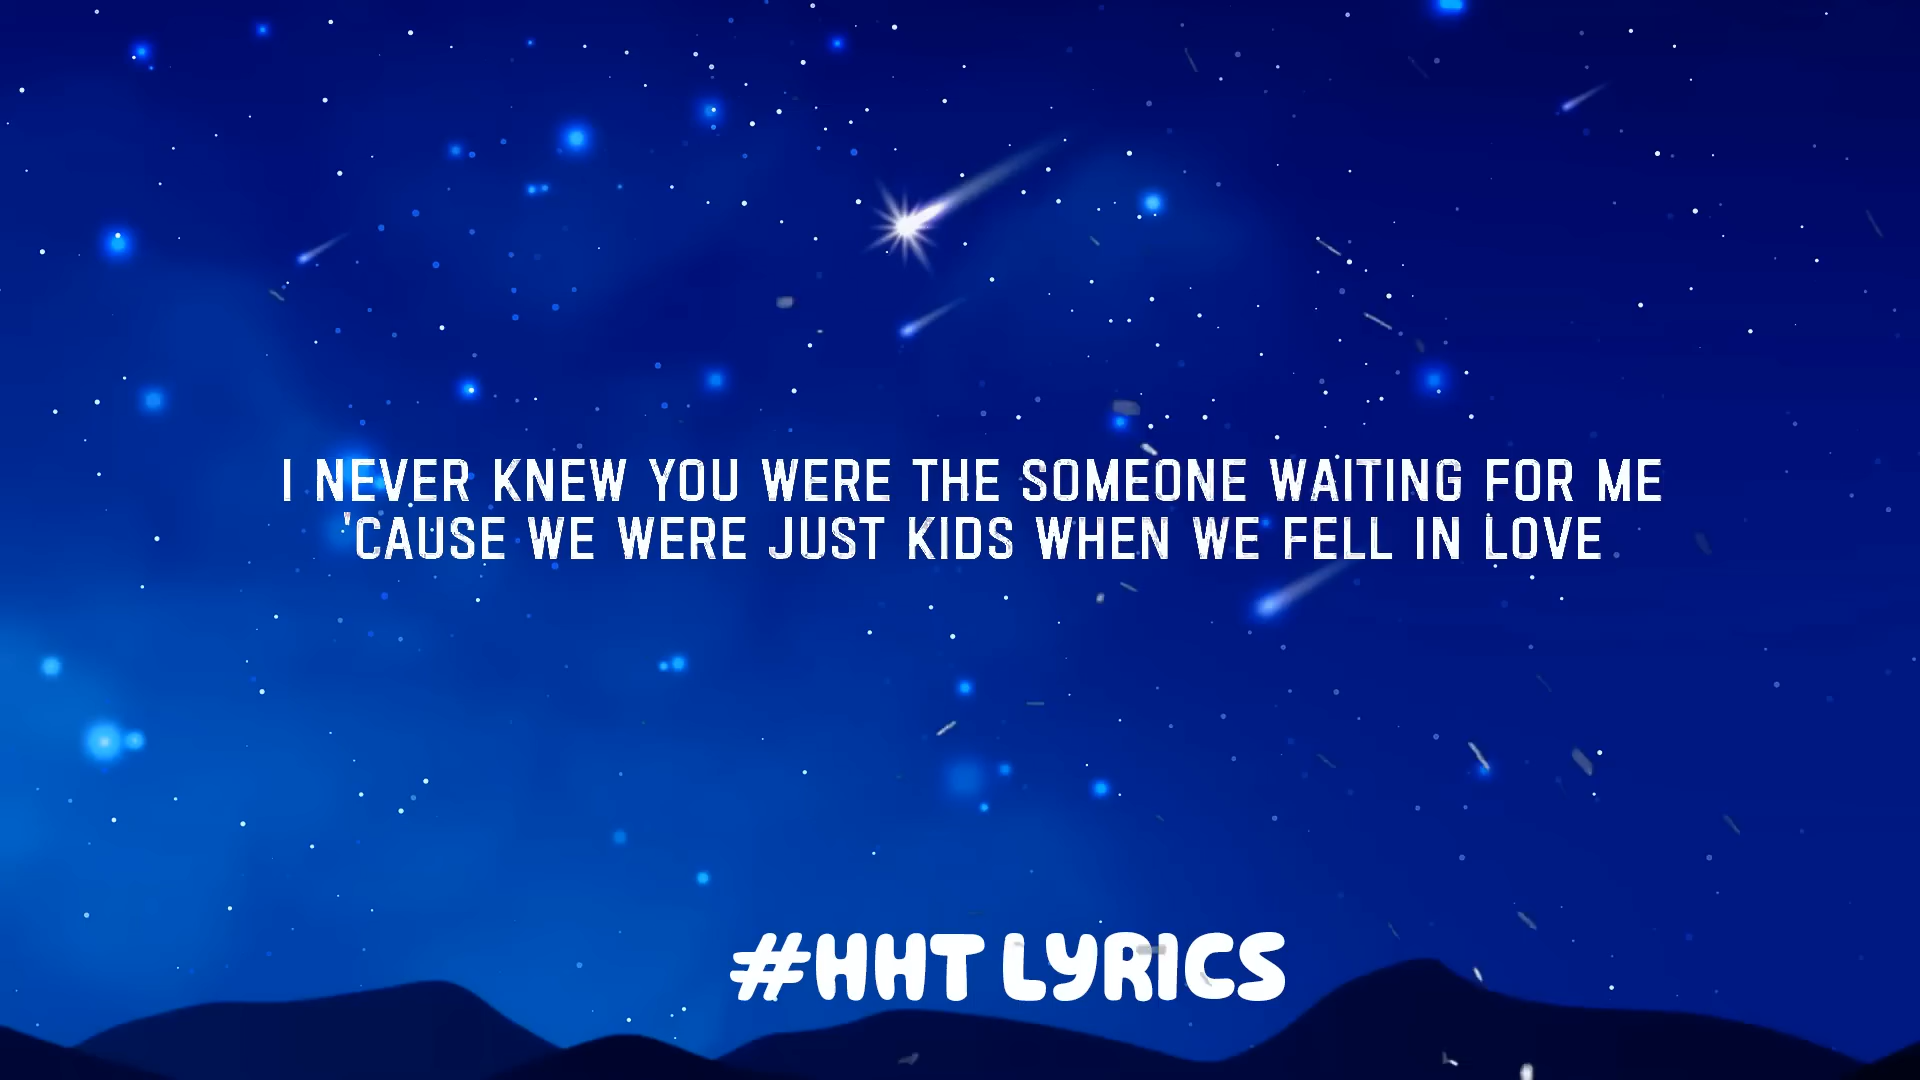 I NEVER KNEW YOU WERE THE SOMEONE WAITING FOR ME
'CAUSE WE WERE JUST KIDS WHEN WE FELL IN LOVE
#HHT LYRICS